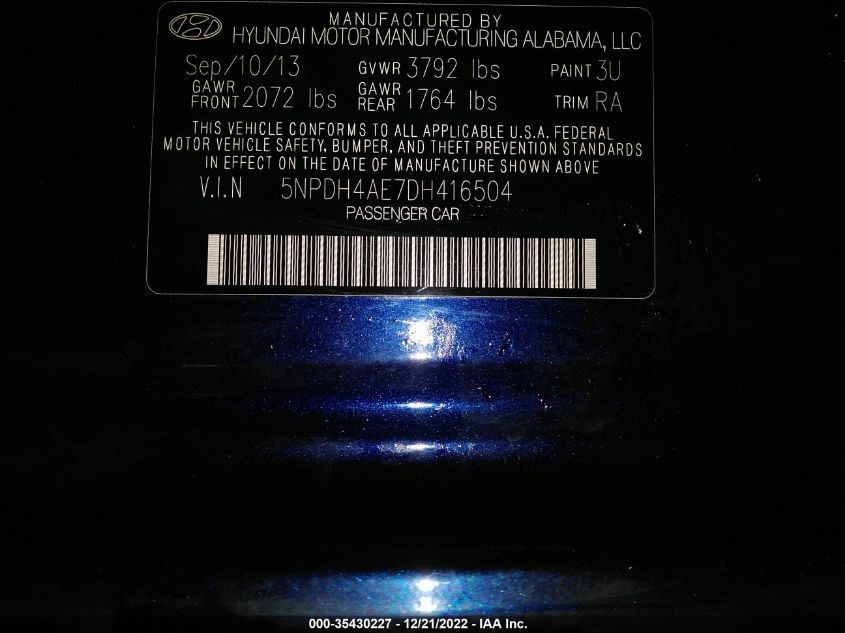 MANUFACTURED BY
HYUNDAI MOTOR MANUFACTURING ALABAMA, LLC
Sep/10/13 GVWR 3792 lbs PAINT 3U
GAWR FRONT 2072 lbs GAWR REAR 1764 lbs TRIM RA
THIS VEHICLE CONFORMS TO ALL APPLICABLE U.S.A. FEDERAL
MOTOR VEHICLE SAFETY, BUMPER, AND THEFT PREVENTION STANDARDS
IN EFFECT ON THE DATE OF MANUFACTURE SHOWN ABOVE
V.I.N 5NPDH4AE7DH416504
PASSENGER CAR
000-35430227 - 12/21/2022 - IAA Inc.